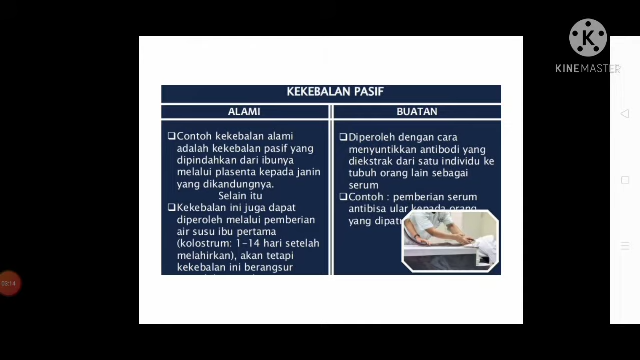 KINEMASTER
KEKEBALAN PASIF
ALAMI
❑Contoh kekebalan alami
adalah kekebalan pasif yang
dipindahkan dari ibunya
melalui plasenta kepada janin
yang dikandungnya.
Selain itu
❑Kekebalan ini juga dapat
diperoleh melalui pemberian
air susu ibu pertama
(kolostrum: 1-14 hari setelah
melahirkan), akan tetapi
kekebalan ini berangsur
BUATAN
❑Diperoleh dengan cara
menyuntikkan antibodi yang
diekstrak dari satu individu ke
tubuh orang lain sebagai
serum
❑Contoh : pemberian serum
antibisa ular kepada orang
yang